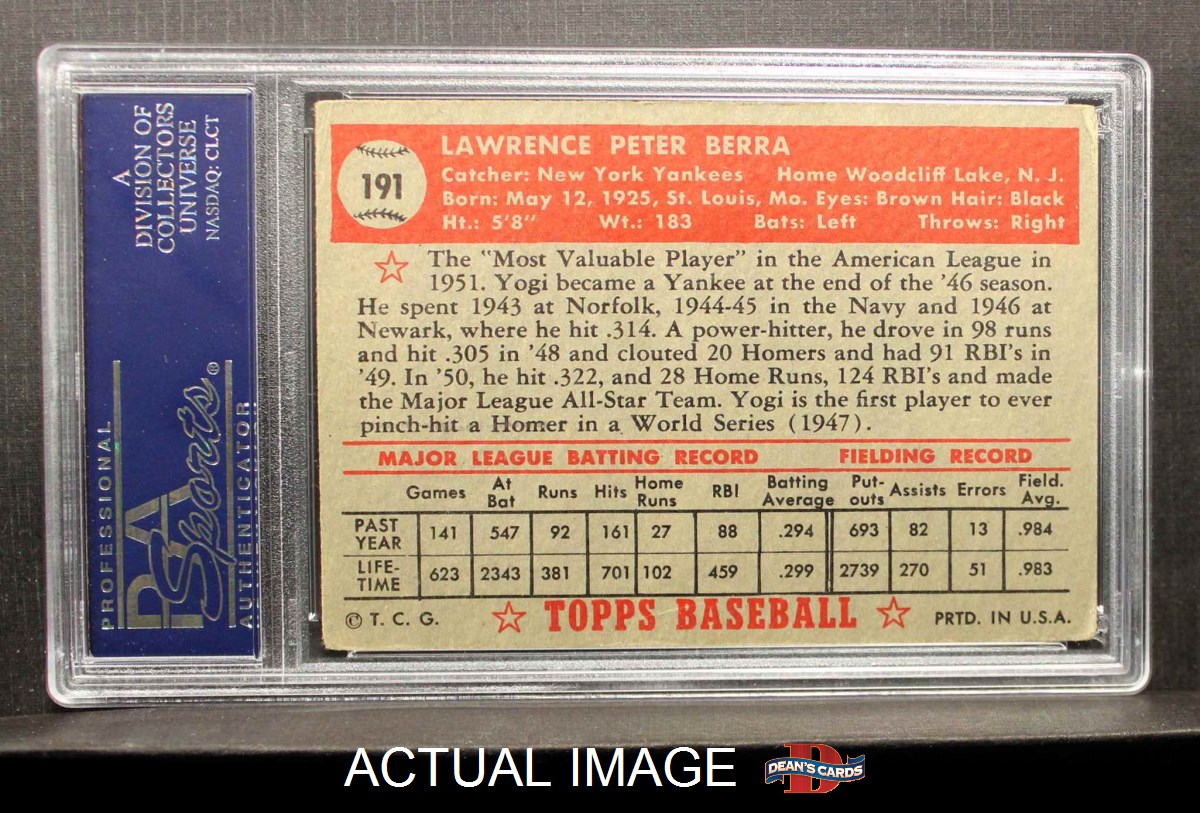 A
DIVISION OF
COLLECTORS
UNIVERSE
NASDAQ: CLCT
PROFESSIONAL
PSA
Sports®
AUTHENTICATOR
191
LAWRENCE PETER BERRA
Catcher: New York Yankees Home Woodcliff Lake, N. J.
Born: May 12, 1925, St. Louis, Mo. Eyes: Brown Hair: Black
Ht.: 5'8" Wt.: 183 Bats: Left Throws: Right
The "Most Valuable Player" in the American League in
1951. Yogi became a Yankee at the end of the '46 season.
He spent 1943 at Norfolk, 1944-45 in the Navy and 1946 at
Newark, where he hit .314. A power-hitter, he drove in 98 runs
and hit .305 in '48 and clouted 20 Homers and had 91 RBI's in
'49. In '50, he hit .322, and 28 Home Runs, 124 RBI's and made
the Major League All-Star Team. Yogi is the first player to ever
pinch-hit a Homer in a World Series (1947).
MAJOR LEAGUE BATTING RECORD FIELDING RECORD
Games At Bat Runs Hits Home Runs RBI Batting Average Put-outs Assists Errors Field. Avg.
PAST YEAR 141 547 92 161 27 88 .294 693 82 13 .984
LIFE-TIME 623 2343 381 701 102 459 .299 2739 270 51 .983
© T. C. G. TOPPS BASEBALL PRTD. IN U.S.A.
ACTUAL IMAGE D DEAN'S CARDS